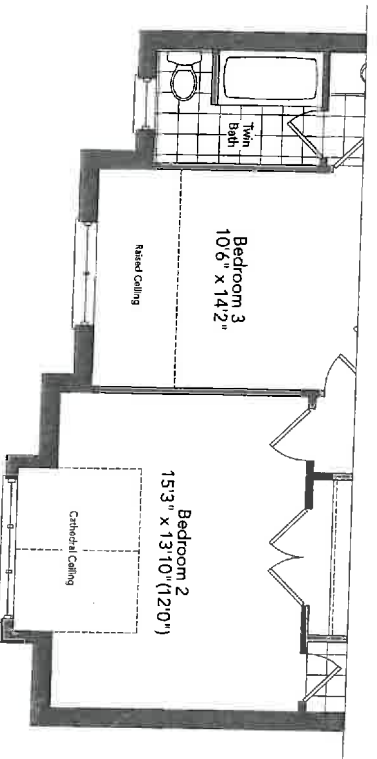 Twin
Bath
Bedroom 3
10'6" x 14'2"
Raised Ceiling
Bedroom 2
15'3" x 13'10"(12'0")
Cathedral Ceiling